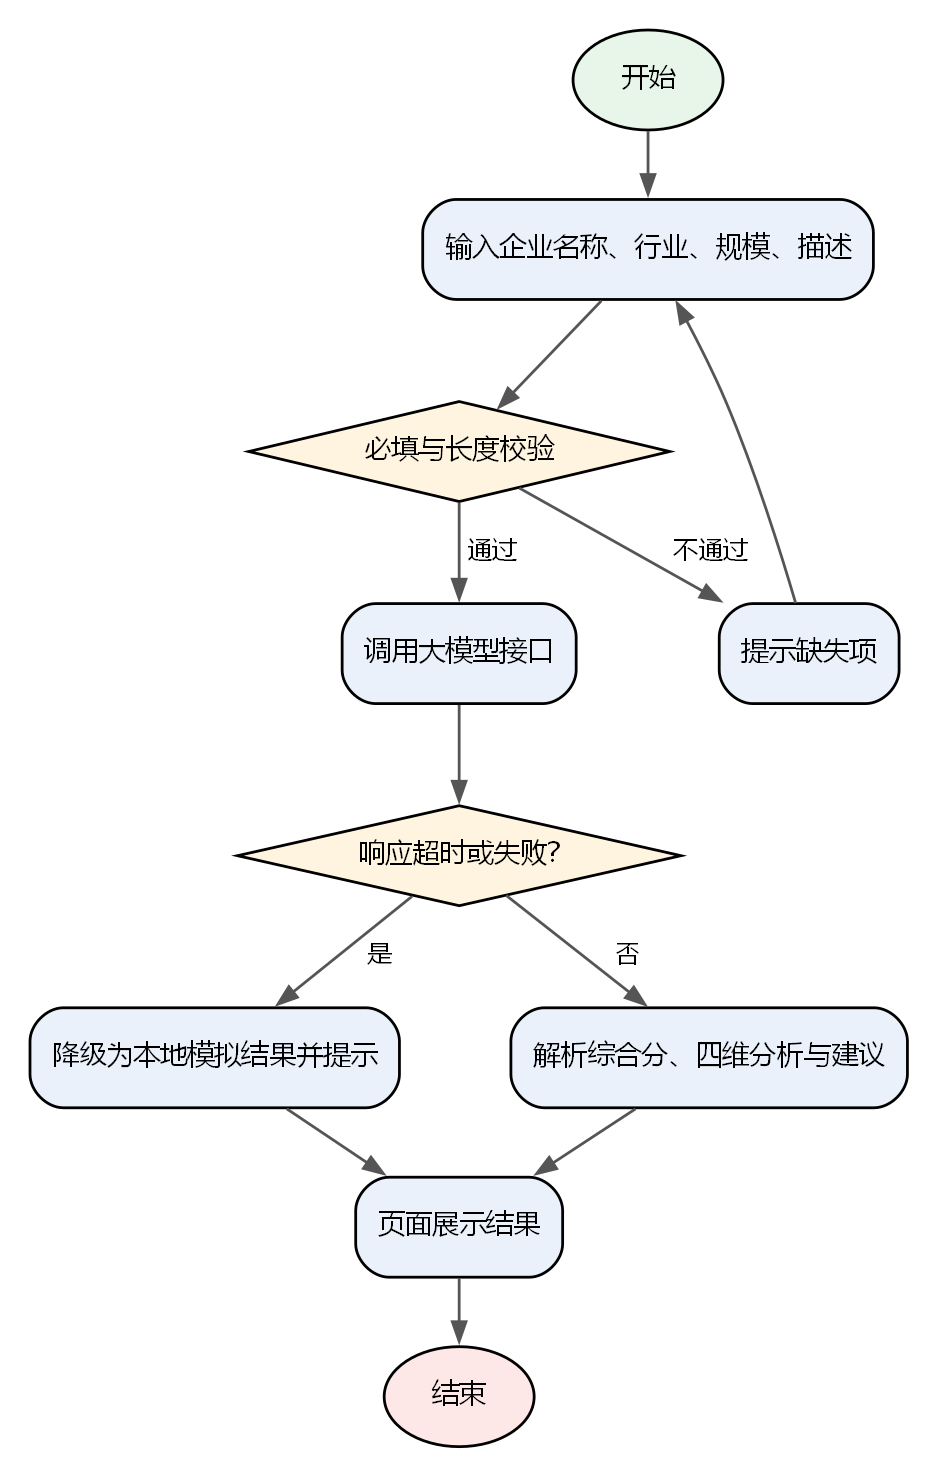 开始
输入企业名称、行业、规模、描述
必填与长度校验
通过
不通过
调用大模型接口
提示缺失项
响应超时或失败?
是
否
降级为本地模拟结果并提示
解析综合分、四维分析与建议
页面展示结果
结束